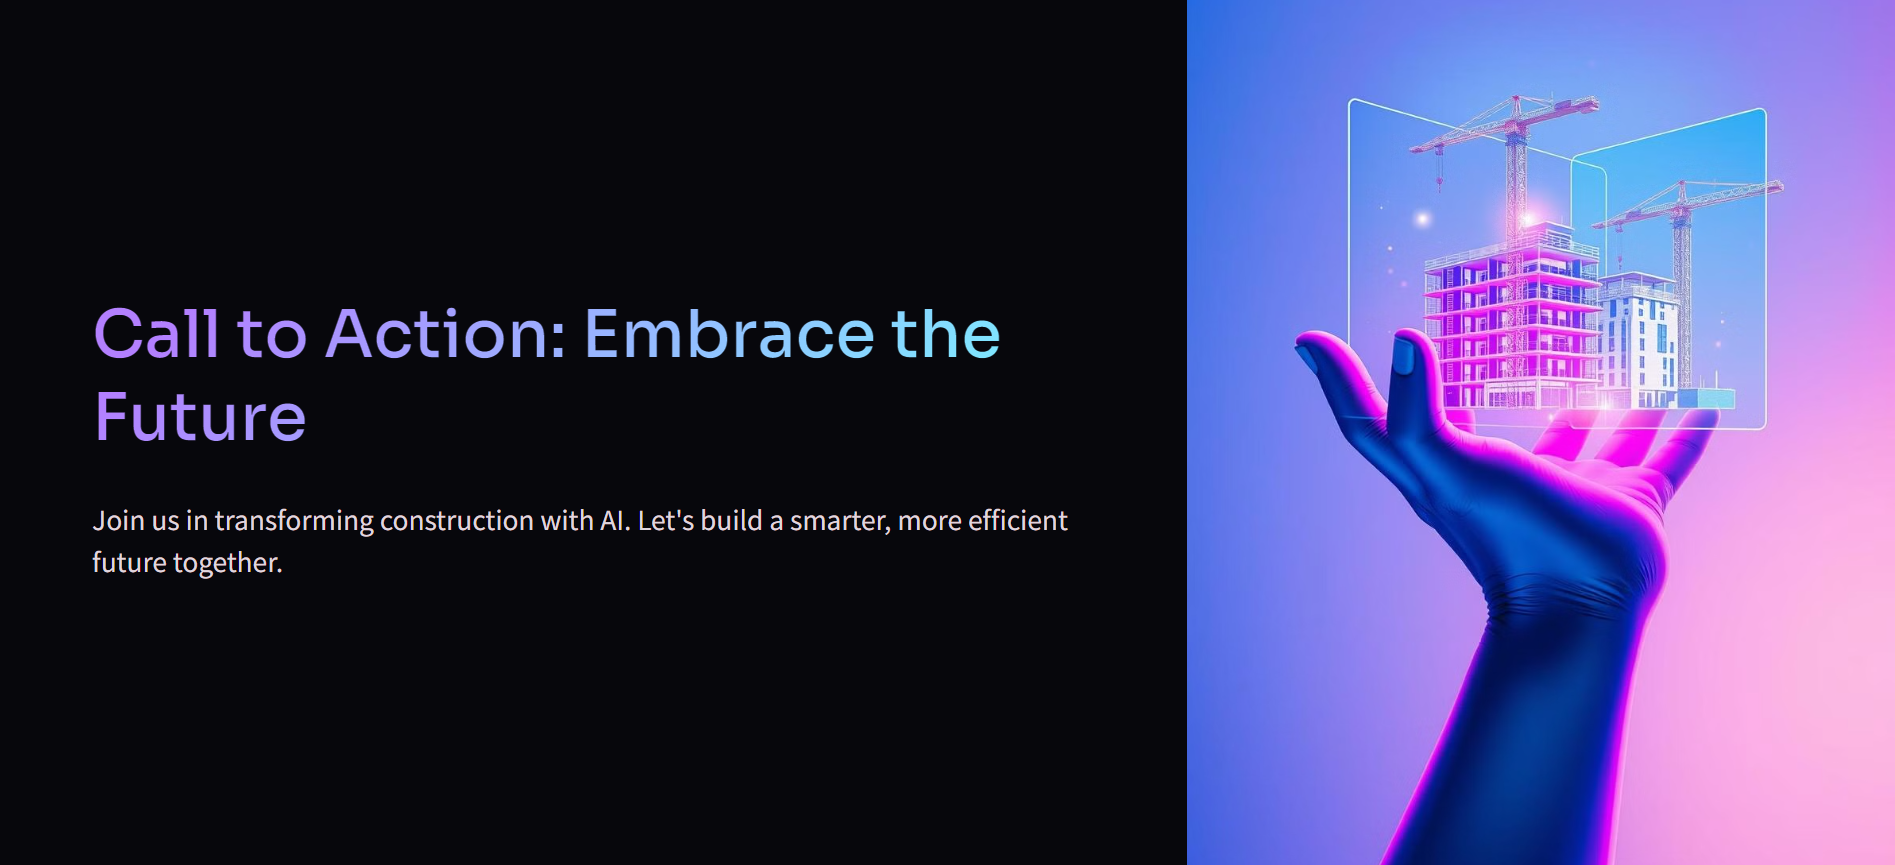 Call to Action: Embrace the
Future
Join us in transforming construction with AI. Let's build a smarter, more efficient
future together.